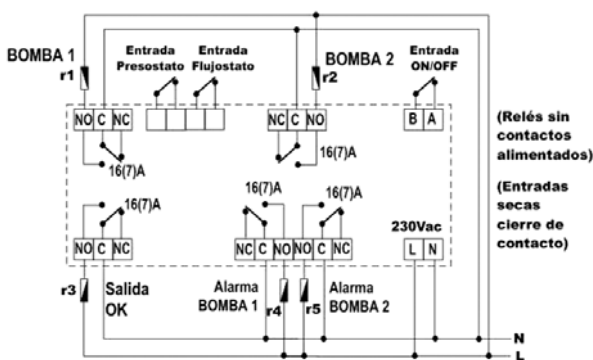 BOMBA 1
r1
Entrada
Presostato
Entrada
Flujostato
BOMBA 2
r2
Entrada
ON/OFF
NO C NC
NC C NO
B A
(Relés sin
contactos
alimentados)
(Entradas
secas
cierre de
contacto)
16(7)A
16(7)A
16(7)A
16(7)A
16(7)A
230Vac
NO C NC
NC C NO NO C NC
L N
r3
Salida
OK
Alarma
BOMBA 1
r4
r5
Alarma
BOMBA 2
N
L